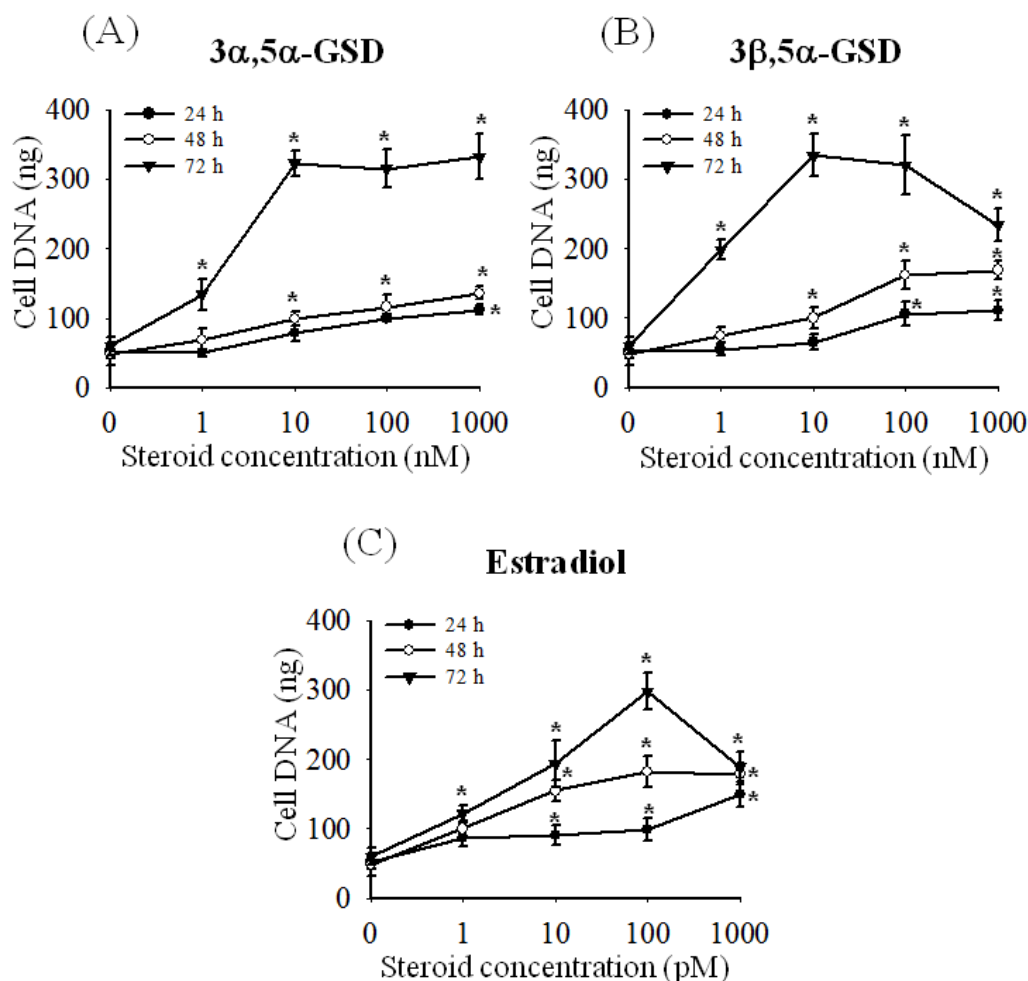 (A)
3α,5α-GSD
24 h
48 h
72 h
400
300
200
100
0
Cell DNA (ng)
* * * *
* * *
*
0 1 10 100 1000
Steroid concentration (nM)
(B)
3β,5α-GSD
24 h
48 h
72 h
400
300
200
100
0
Cell DNA (ng)
* * * *
* * *
* *
0 1 10 100 1000
Steroid concentration (nM)
(C)
Estradiol
24 h
48 h
72 h
400
300
200
100
0
Cell DNA (ng)
* * * *
* * *
* * *
0 1 10 100 1000
Steroid concentration (pM)